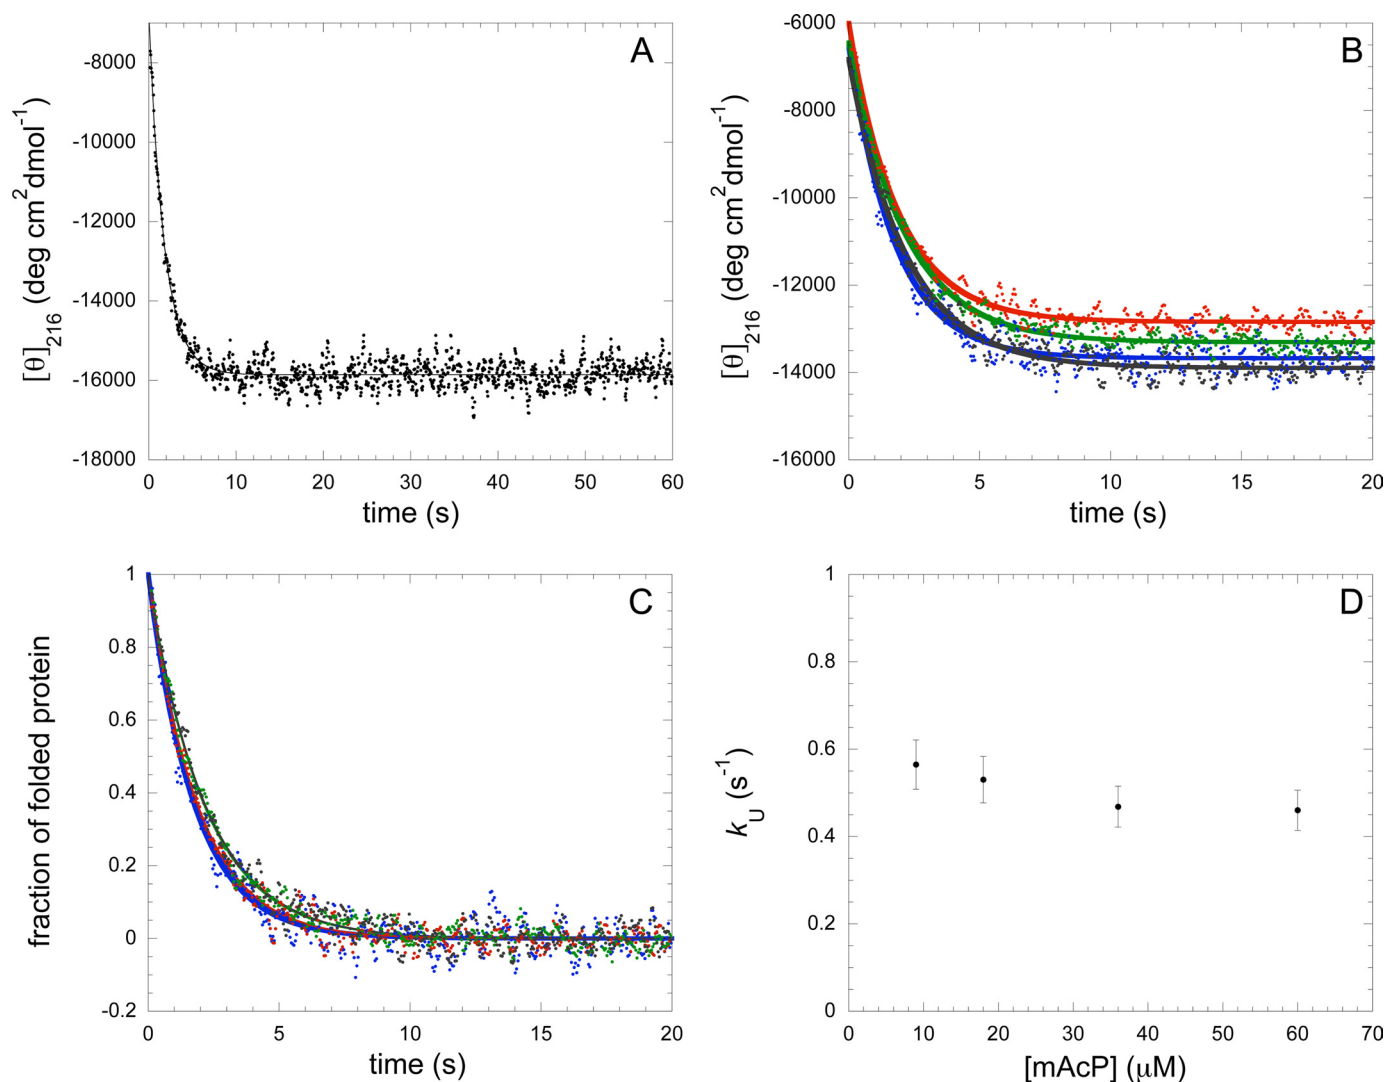 A
[θ]216 (deg cm2 dmol-1)
-8000
-10000
-12000
-14000
-16000
-18000
0 10 20 30 40 50 60
time (s)
B
[θ]216 (deg cm2 dmol-1)
-6000
-8000
-10000
-12000
-14000
-16000
0 5 10 15 20
time (s)
C
fraction of folded protein
1
0.8
0.6
0.4
0.2
0
-0.2
0 5 10 15 20
time (s)
D
kU (s-1)
1
0.8
0.6
0.4
0.2
0
0 10 20 30 40 50 60 70
[mAcP] (μM)